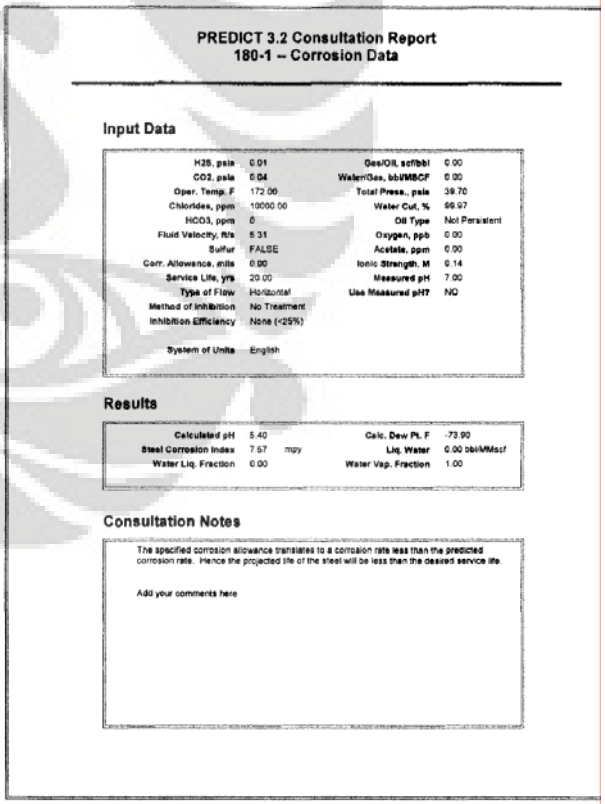 PREDICT 3.2 Consultation Report
180-1 -- Corrosion Data
Input Data
H2S, psia 0.01 Gas/Oil, scf/bbl 0.00
CO2, psia 0.04 Water/Gas, bbl/MMSCF 0.00
Oper. Temp. F 172.00 Total Press., psia 39.70
Chlorides, ppm 10000.00 Water Cut, % 99.97
HCO3, ppm 0 Oil Type Not Persistent
Fluid Velocity, ft/s 5.31 Oxygen, ppb 0.00
Sulfur FALSE Acetate, ppm 0.00
Corr. Allowance, mils 0.00 Ionic Strength, M 0.14
Service Life, yrs 20.00 Measured pH 7.00
Type of Flow Horizontal Use Measured pH? NO
Method of Inhibition No Treatment
Inhibition Efficiency None (<25%)
System of Units English
Results
Calculated pH 5.40 Calc. Dew Pt. F -73.90
Steel Corrosion Index 7.67 mpy Liq. Water 0.00 bbl/MMscf
Water Liq. Fraction 0.00 Water Vap. Fraction 1.00
Consultation Notes
The specified corrosion allowance translates to a corrosion rate less than the predicted
corrosion rate. Hence the projected life of the steel will be less than the desired service life.
Add your comments here